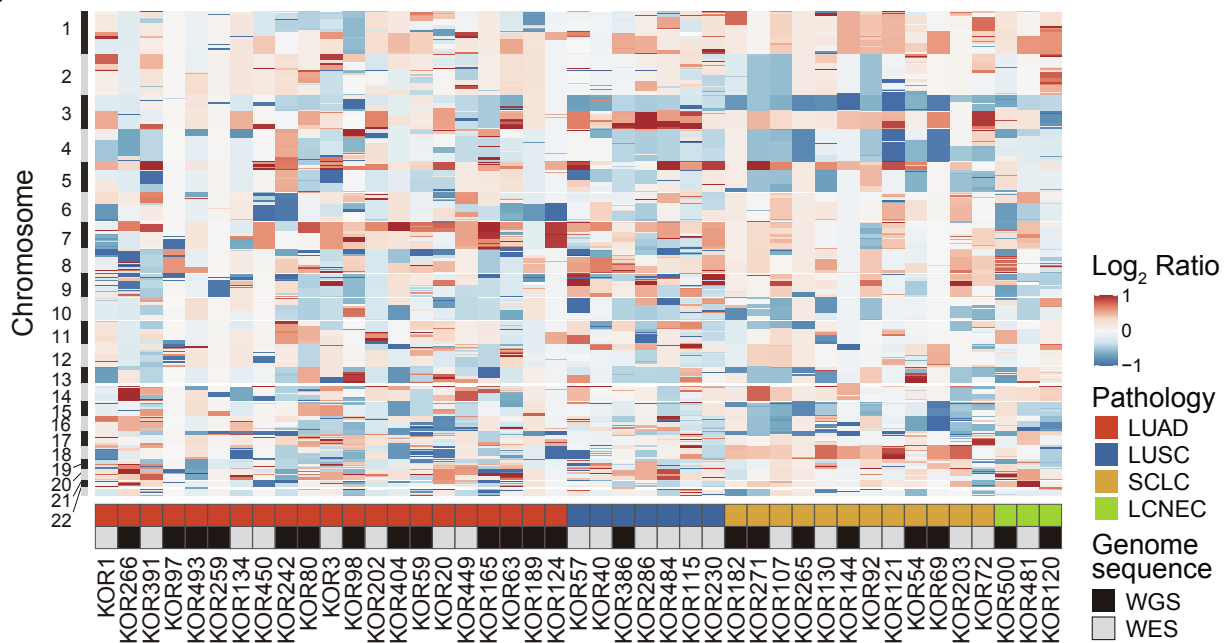 Chromosome
1
2
3
4
5
6
7
8
9
10
11
12
13
14
15
16
17
18
19
20
21
22
KOR1
KOR266
KOR391
KOR97
KOR493
KOR259
KOR134
KOR450
KOR242
KOR80
KOR3
KOR98
KOR202
KOR404
KOR59
KOR20
KOR449
KOR165
KOR63
KOR189
KOR124
KOR57
KOR40
KOR386
KOR286
KOR484
KOR115
KOR230
KOR182
KOR271
KOR107
KOR265
KOR130
KOR144
KOR92
KOR121
KOR54
KOR69
KOR203
KOR72
KOR500
KOR481
KOR120
Log2 Ratio
1
0
−1
Pathology
LUAD
LUSC
SCLC
LCNEC
Genome
sequence
WGS
WES